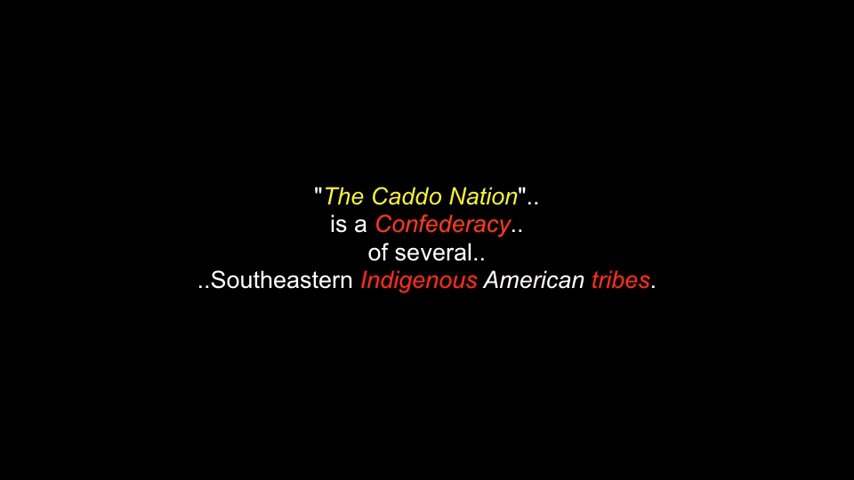 "The Caddo Nation"..
is a Confederacy..
of several..
..Southeastern Indigenous American tribes.